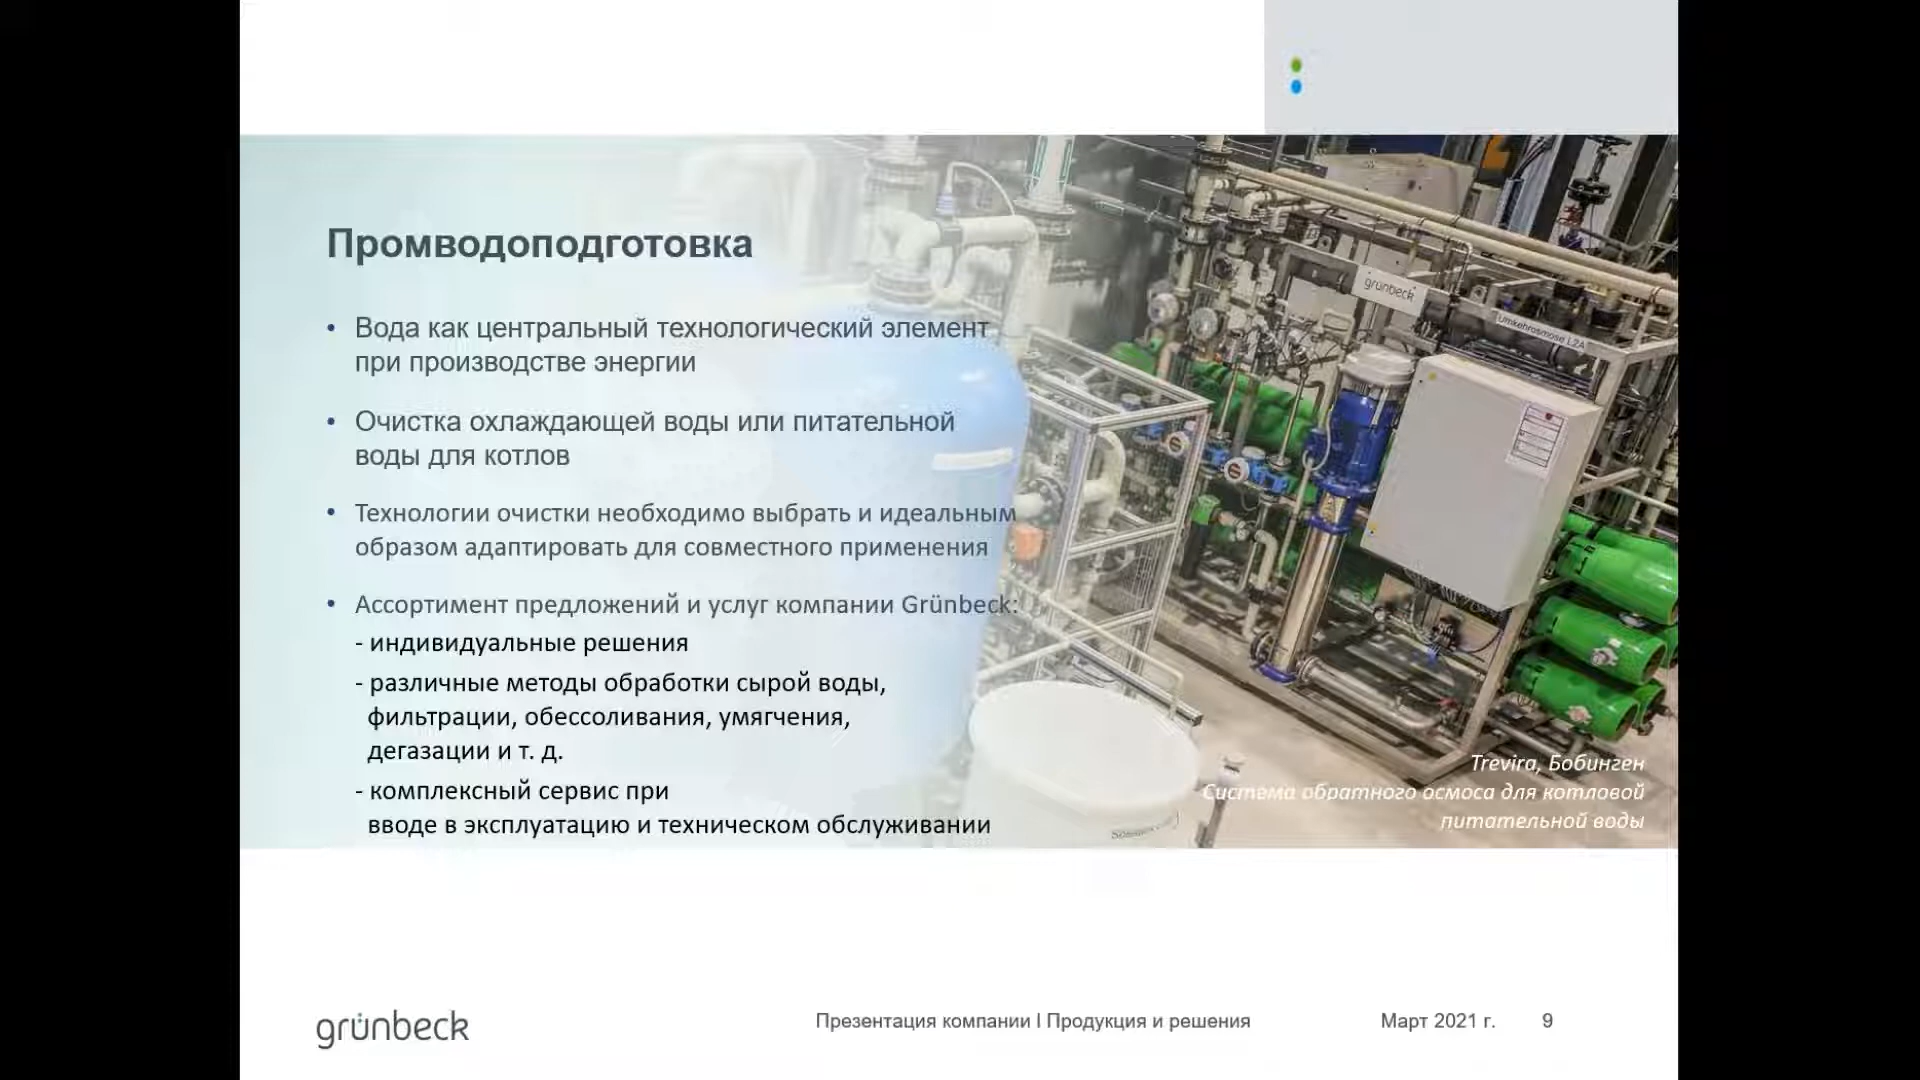 Промводоподготовка
• Вода как центральный технологический элемент
при производстве энергии
• Очистка охлаждающей воды или питательной
воды для котлов
• Технологии очистки необходимо выбрать и идеальным
образом адаптировать для совместного применения
• Ассортимент предложений и услуг компании Grünbeck:
- индивидуальные решения
- различные методы обработки сырой воды,
фильтрации, обессоливания, умягчения,
дегазации и т. д.
- комплексный сервис при
вводе в эксплуатацию и техническом обслуживании
grünbeck
Umkehrosmose L2A
Trevira, Бобинген
Система обратного осмоса для котловой
питательной воды
grünbeck
Презентация компании I Продукция и решения
Март 2021 г.
9